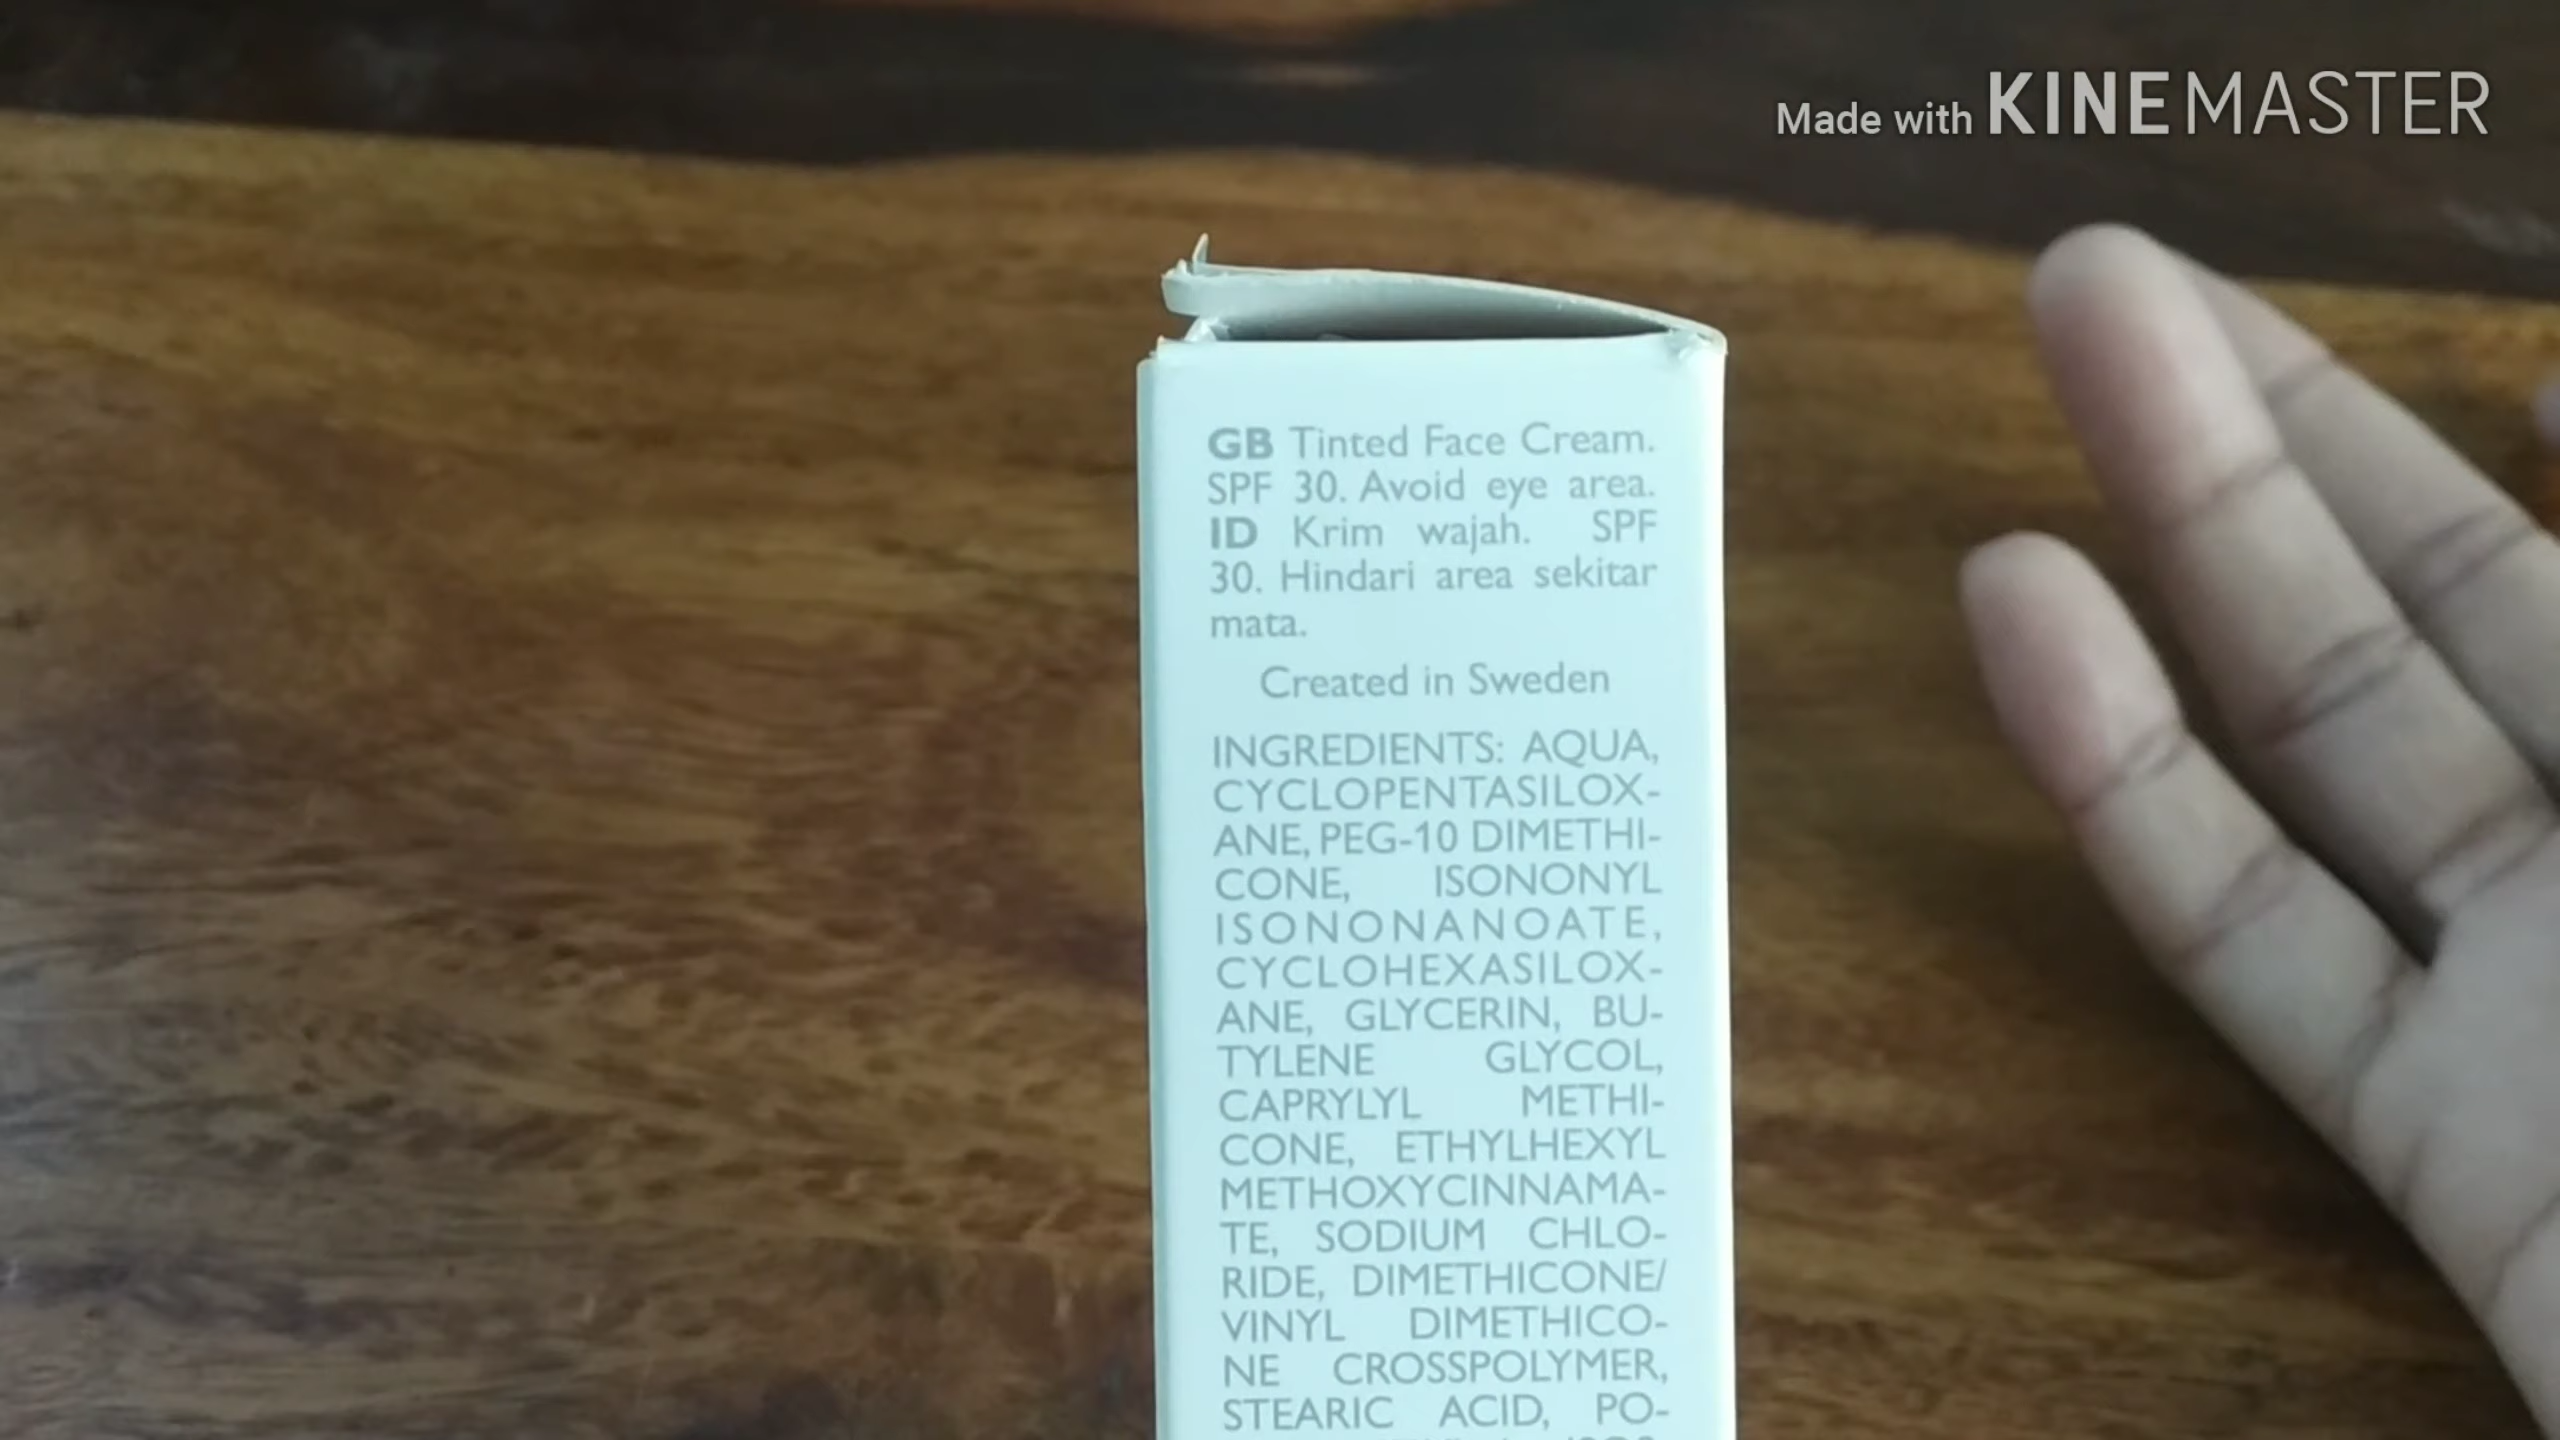 Made with KINEMASTER
GB Tinted Face Cream.
SPF 30. Avoid eye area.
ID Krim wajah. SPF
30. Hindari area sekitar
mata.
Created in Sweden
INGREDIENTS: AQUA,
CYCLOPENTASILOX-
ANE, PEG-10 DIMETHI-
CONE, ISONONYL
ISONONANOATE,
CYCLOHEXASILOX-
ANE, GLYCERIN, BU-
TYLENE GLYCOL,
CAPRYLYL METHI-
CONE, ETHYLHEXYL
METHOXYCINNAMA-
TE, SODIUM CHLO-
RIDE, DIMETHICONE/
VINYL DIMETHICO-
NE CROSSPOLYMER,
STEARIC ACID, PO-